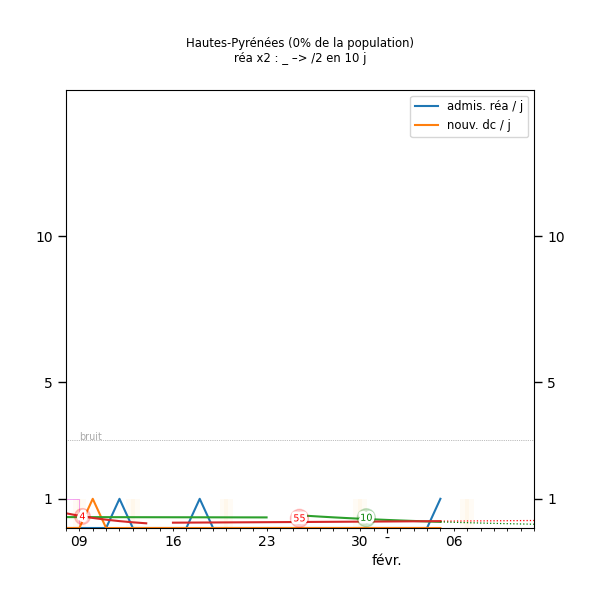 Hautes-Pyrénées (0% de la population)
réa x2 : _ –> /2 en 10 j
admis. réa / j
nouv. dc / j
10 10
5 5
bruit
1 1
4 55 10
09 16 23 30 - 06
févr.